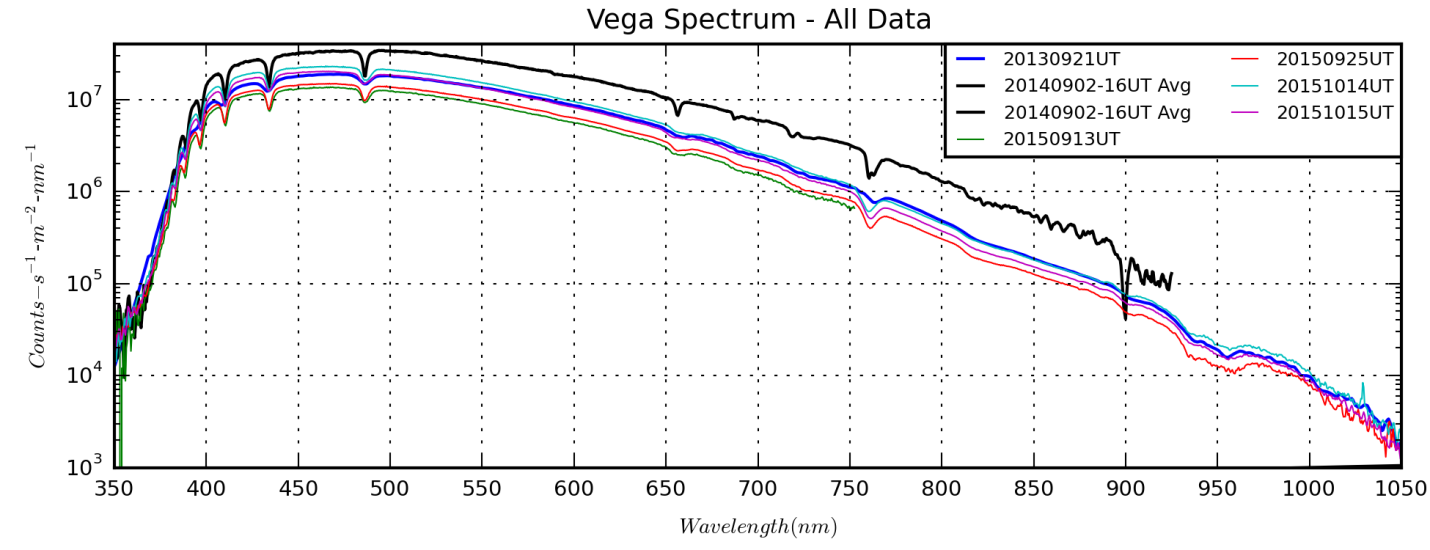 Vega Spectrum - All Data
20130921UT
20140902-16UT Avg
20140902-16UT Avg
20150913UT
20150925UT
20151014UT
20151015UT
10^7
10^6
10^5
10^4
10^3
Counts-s^-1-m^-2-nm^-1
350 400 450 500 550 600 650 700 750 800 850 900 950 1000 1050
Wavelength(nm)